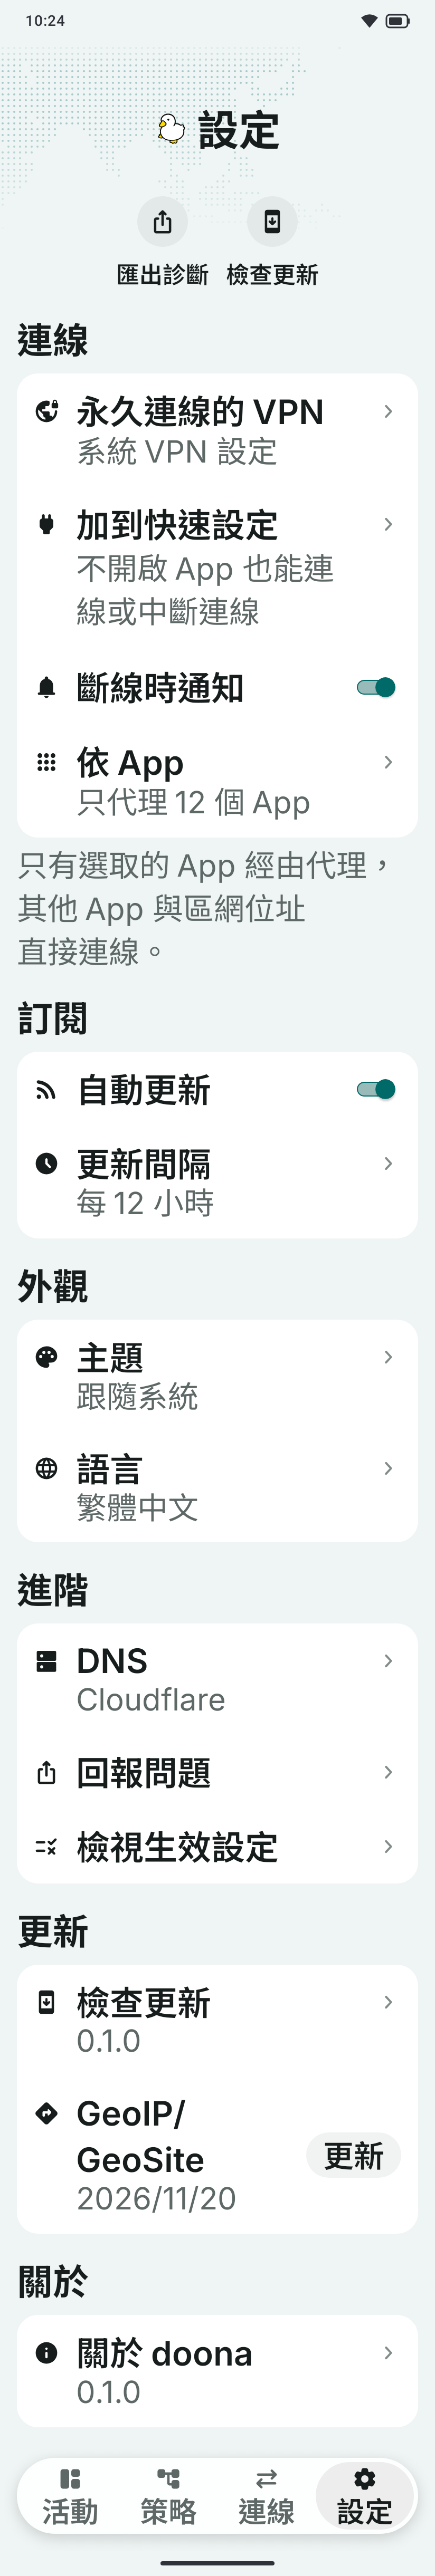 10:24
設定
匯出診斷 檢查更新
連線
永久連線的 VPN
系統 VPN 設定
加到快速設定
不開啟 App 也能連
線或中斷連線
斷線時通知
依 App
只代理 12 個 App
只有選取的 App 經由代理，
其他 App 與區網位址
直接連線。
訂閱
自動更新
更新間隔
每 12 小時
外觀
主題
跟隨系統
語言
繁體中文
進階
DNS
Cloudflare
回報問題
檢視生效設定
更新
檢查更新
0.1.0
GeoIP/
GeoSite
更新
2026/11/20
關於
關於 doona
0.1.0
活動 策略 連線 設定